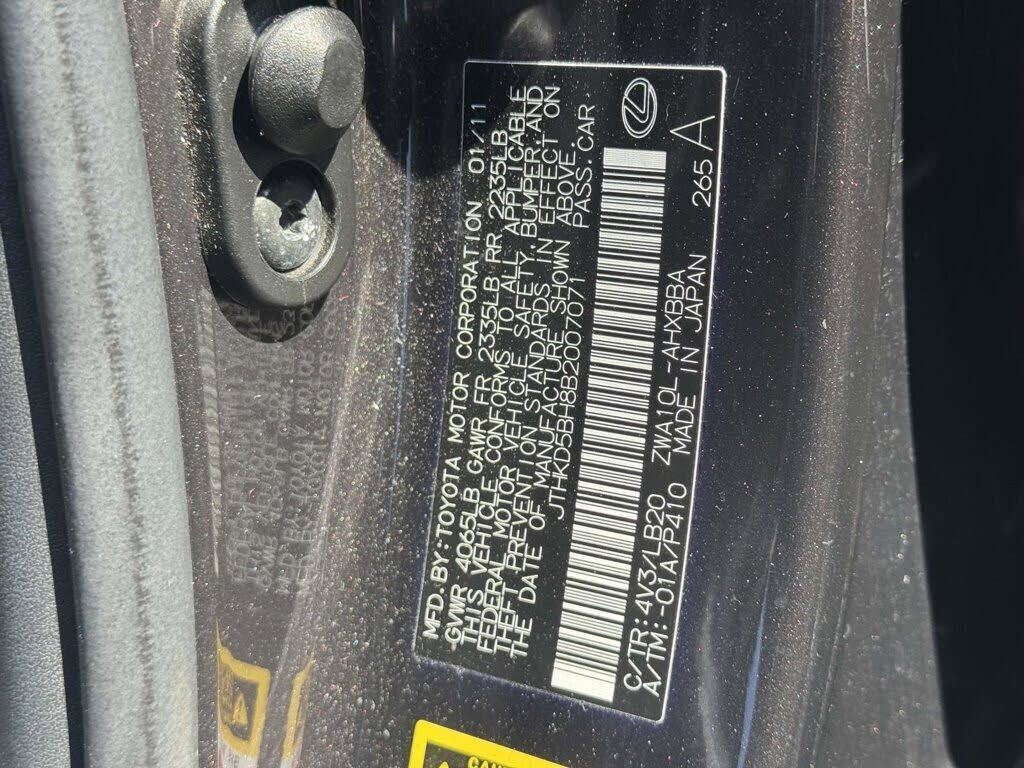 MFD. BY: TOYOTA MOTOR CORPORATION 01/11
GVWR 4065LB GAWR FR 2335LB RR 2235LB
THIS VEHICLE CONFORMS TO ALL APPLICABLE
FEDERAL MOTOR VEHICLE SAFETY, BUMPER, AND
THEFT PREVENTION STANDARDS IN EFFECT ON
THE DATE OF MANUFACTURE SHOWN ABOVE.
JTHKD5BH8B2007071 PASS. CAR
C/TR: 4V3/LB20 ZWA10L-AHXBBA
A/TM: -01A/P410 MADE IN JAPAN 265 A